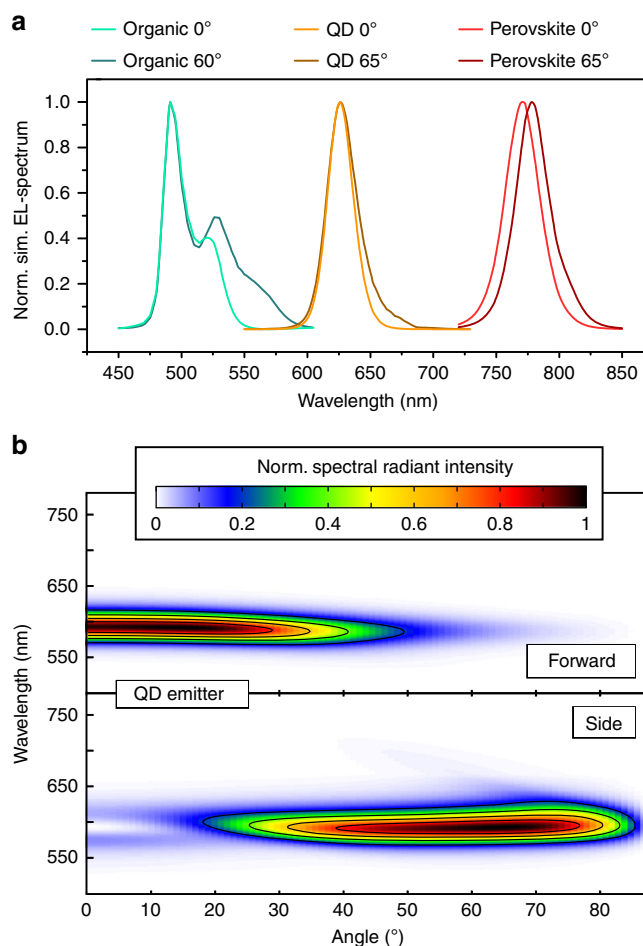 a
Organic 0° QD 0° Perovskite 0°
Organic 60° QD 65° Perovskite 65°
Norm. sim. EL-spectrum
1.0
0.8
0.6
0.4
0.2
0.0
450 500 550 600 650 700 750 800 850
Wavelength (nm)
b
Norm. spectral radiant intensity
0 0.2 0.4 0.6 0.8 1
Wavelength (nm)
750
650
550
Forward
QD emitter
Side
750
650
550
0 10 20 30 40 50 60 70 80
Angle (°)